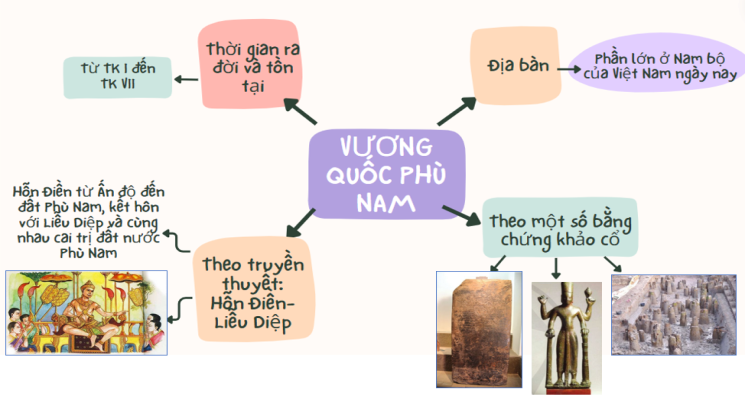 VƯƠNG
QUỐC PHÙ
NAM
Thời gian ra
đời và tồn
tại
Từ TK I đến
TK VII
Địa bàn
Phần lớn ở Nam bộ
của Việt Nam ngày nay
Theo truyền
thuyết:
Hỗn Điền-
Liễu Diệp
Hỗn Điền từ Ấn độ đến
đất Phù Nam, kết hôn
với Liễu Diệp và cùng
nhau cai trị đất nước
Phù Nam
Theo một số bằng
chứng khảo cổ